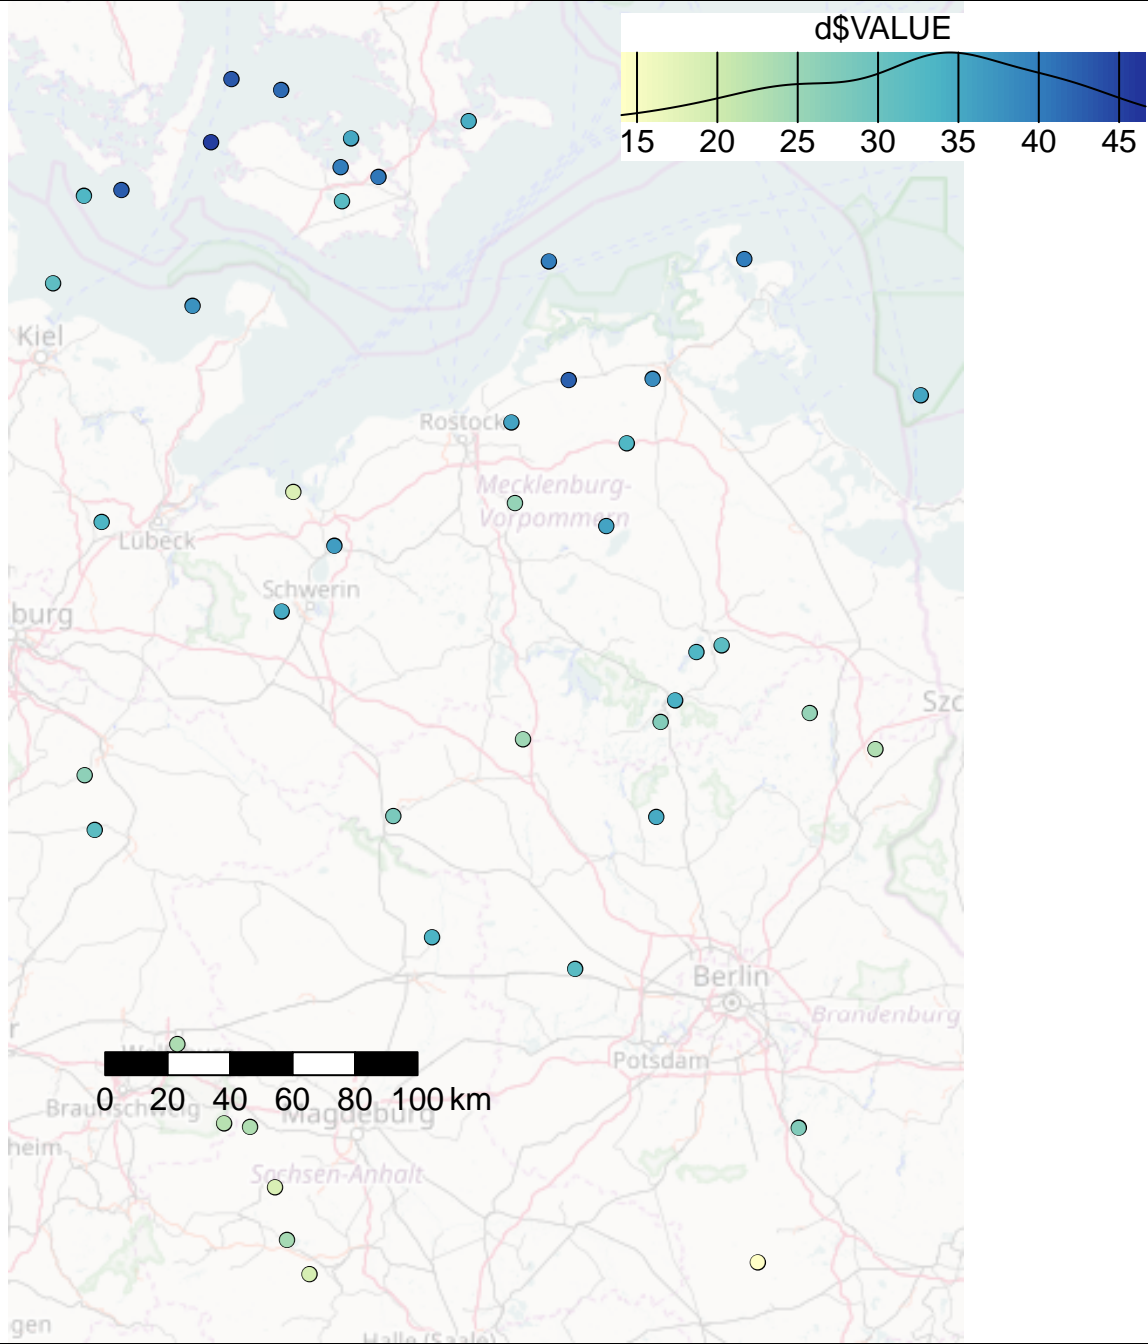 d$VALUE
15 20 25 30 35 40 45
Kiel
Rostock
Mecklenburg-
Vorpommern
Lübeck
Schwerin
burg
Szc
Berlin
Brandenburg
r
Potsdam
0 20 40 60 80 100 km
Braunschweig
Magdeburg
heim
Sachsen-Anhalt
gen
Halle (Saale)